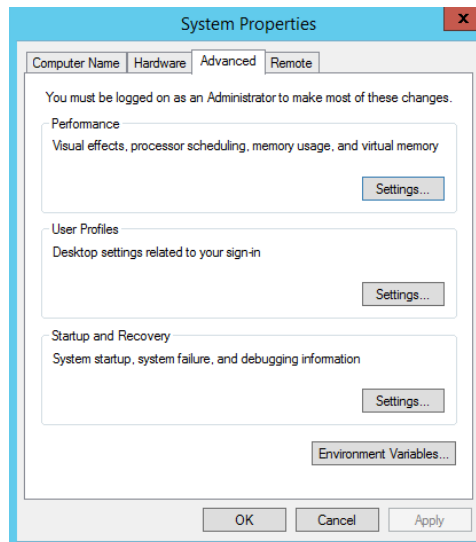 System Properties
x
Computer Name Hardware Advanced Remote
You must be logged on as an Administrator to make most of these changes.
Performance
Visual effects, processor scheduling, memory usage, and virtual memory
Settings...
User Profiles
Desktop settings related to your sign-in
Settings...
Startup and Recovery
System startup, system failure, and debugging information
Settings...
Environment Variables...
OK Cancel Apply